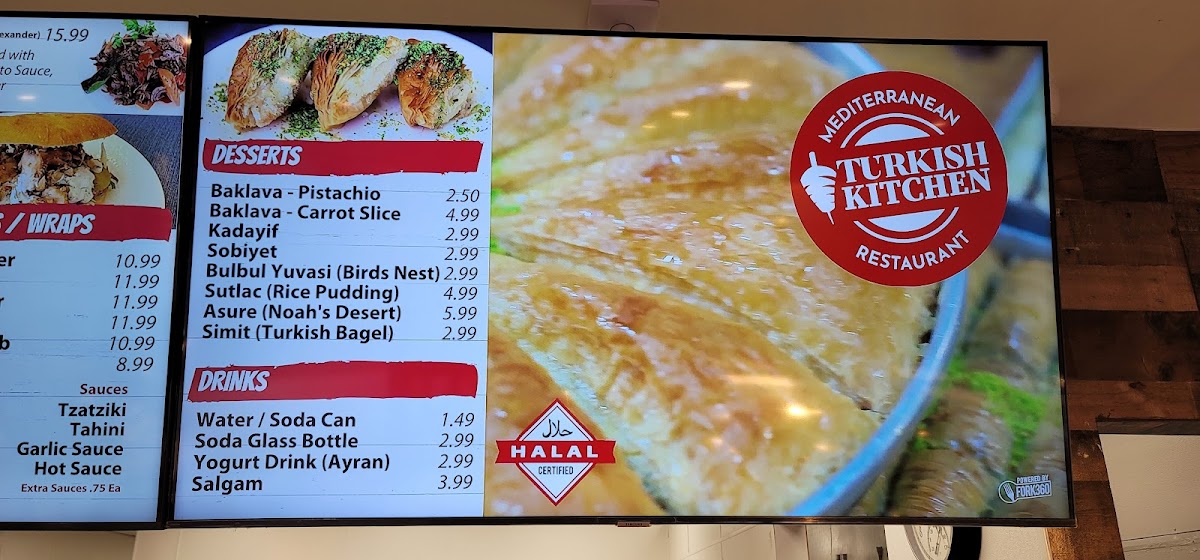 exander) 15.99
d with
to Sauce,
/ WRAPS
10.99
11.99
11.99
11.99
10.99
8.99
Sauces
Tzatziki
Tahini
Garlic Sauce
Hot Sauce
Extra Sauces .75 Ea
DESSERTS
Baklava - Pistachio 2.50
Baklava - Carrot Slice 4.99
Kadayif 2.99
Sobiyet 2.99
Bulbul Yuvasi (Birds Nest) 2.99
Sutlac (Rice Pudding) 4.99
Asure (Noah's Desert) 5.99
Simit (Turkish Bagel) 2.99
DRINKS
Water / Soda Can 1.49
Soda Glass Bottle 2.99
Yogurt Drink (Ayran) 2.99
Salgam 3.99
MEDITERRANEAN
TURKISH
KITCHEN
RESTAURANT
حلال
HALAL
CERTIFIED
POWERED BY
FORK360